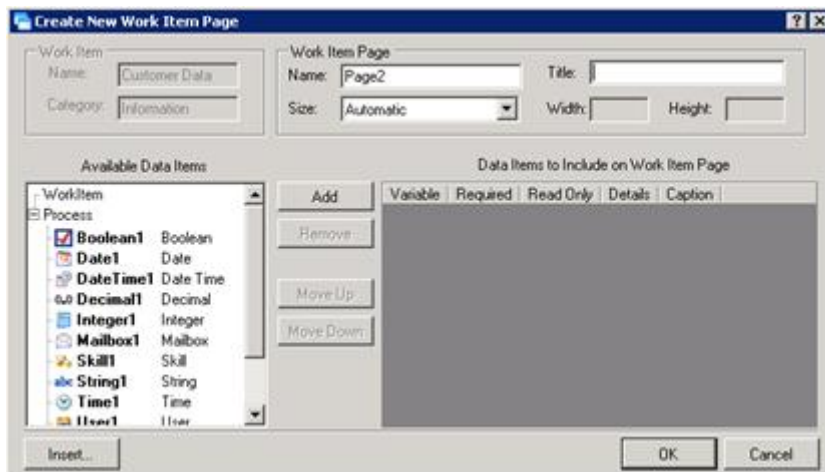 Create New Work Item Page
Work Item
Name: Customer Data
Category: Information
Work Item Page
Name: Page2
Title:
Size: Automatic
Width:
Height:
Available Data Items
WorkItem
Process
Boolean1 Boolean
Date1 Date
DateTime1 Date Time
Decimal1 Decimal
Integer1 Integer
Mailbox1 Mailbox
Skill1 Skill
abc String1 String
Time1 Time
User1 User
Add
Remove
Move Up
Move Down
Data Items to Include on Work Item Page
Variable Required Read Only Details Caption
Insert...
OK
Cancel